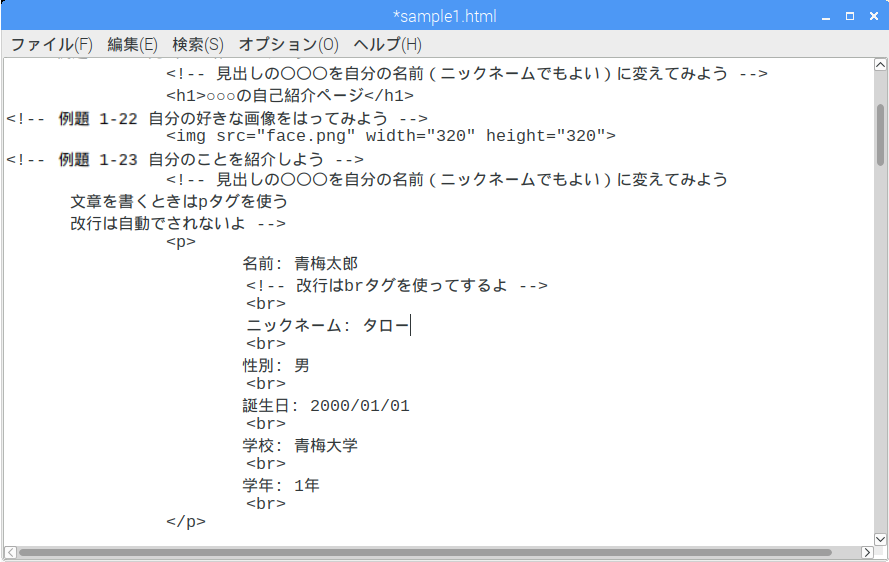 *sample1.html
ファイル(F) 編集(E) 検索(S) オプション(O) ヘルプ(H)
<!-- 見出しの〇〇〇を自分の名前(ニックネームでもよい)に変えてみよう -->
<h1>○○○の自己紹介ページ</h1>
<!-- 例題 1-22 自分の好きな画像をはってみよう -->
<img src="face.png" width="320" height="320">
<!-- 例題 1-23 自分のことを紹介しよう -->
<!-- 見出しの〇〇〇を自分の名前(ニックネームでもよい)に変えてみよう
文章を書くときはpタグを使う
改行は自動でされないよ -->
<p>
名前: 青梅太郎
<!-- 改行はbrタグを使ってするよ -->
<br>
ニックネーム: タロー
<br>
性別: 男
<br>
誕生日: 2000/01/01
<br>
学校: 青梅大学
<br>
学年: 1年
<br>
</p>